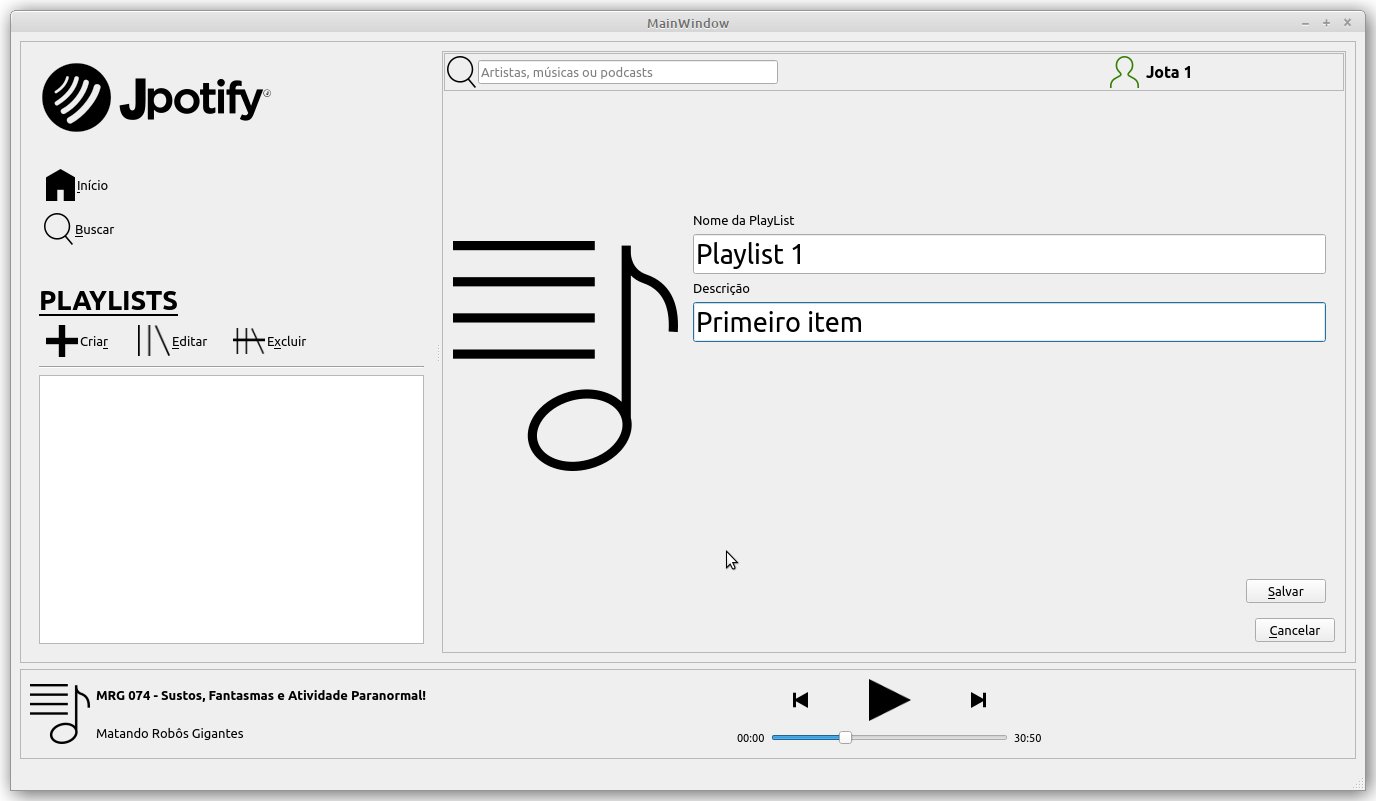 MainWindow
Jpotify
Artistas, músicas ou podcasts
Jota 1
Início
Buscar
PLAYLISTS
Criar
Editar
Excluir
Nome da PlayList
Playlist 1
Descrição
Primeiro item
Salvar
Cancelar
MRG 074 - Sustos, Fantasmas e Atividade Paranormal!
Matando Robôs Gigantes
00:00
30:50